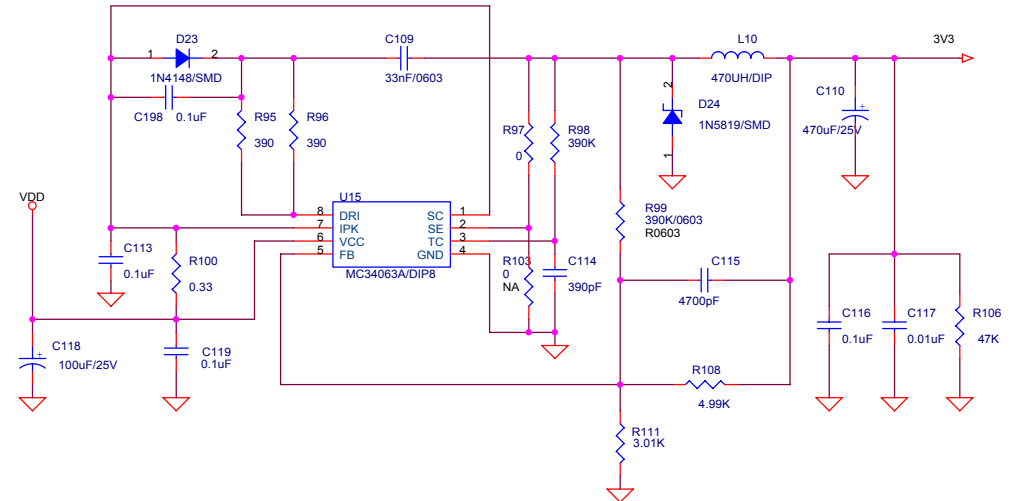 D23
1
2
1N4148/SMD
C198
0.1uF
R95
390
R96
390
C109
33nF/0603
R97
0
R98
390K
L10
470UH/DIP
3V3
2
D24
1N5819/SMD
1
C110
470uF/25V
VDD
U15
8
DRI
SC
1
7
IPK
SE
2
6
VCC
TC
3
5
FB
GND
4
MC34063A/DIP8
R99
390K/0603
R0603
C113
0.1uF
R100
0.33
R103
0
NA
C114
390pF
C115
4700pF
C116
0.1uF
C117
0.01uF
R106
47K
C118
100uF/25V
C119
0.1uF
R108
4.99K
R111
3.01K